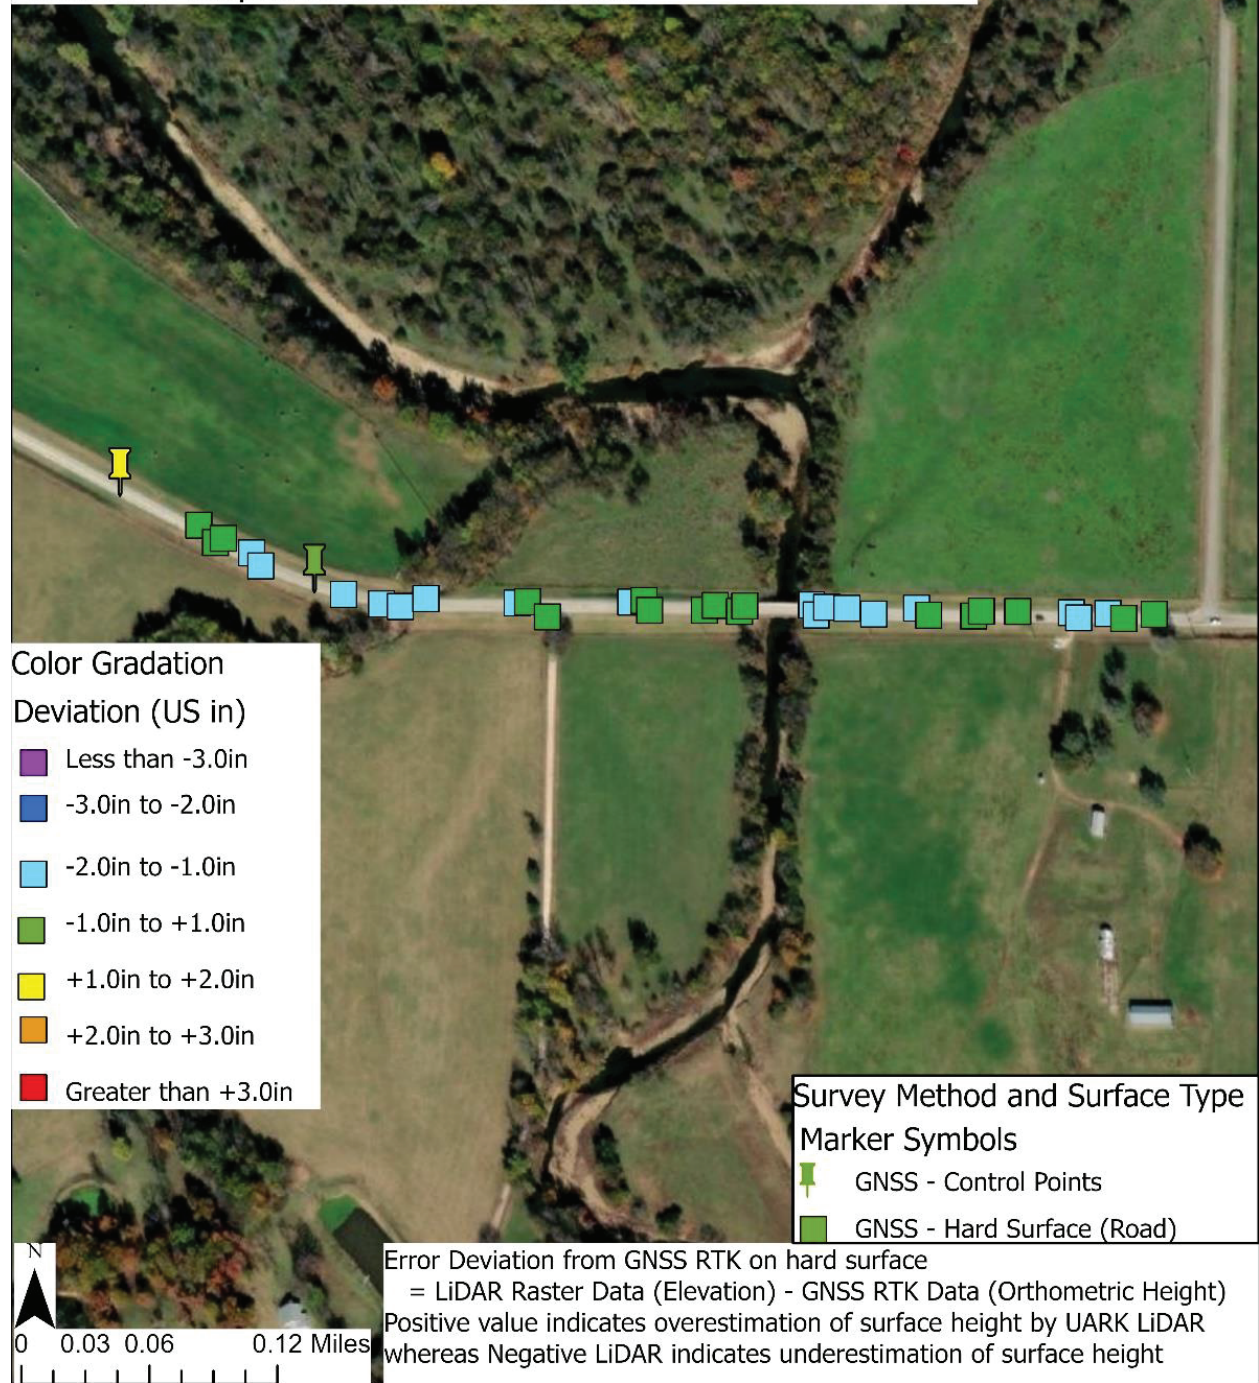 Color Gradation
Deviation (US in)
Less than -3.0in
-3.0in to -2.0in
-2.0in to -1.0in
-1.0in to +1.0in
+1.0in to +2.0in
+2.0in to +3.0in
Greater than +3.0in
Survey Method and Surface Type
Marker Symbols
GNSS - Control Points
GNSS - Hard Surface (Road)
N
0 0.03 0.06 0.12 Miles
Error Deviation from GNSS RTK on hard surface
= LiDAR Raster Data (Elevation) - GNSS RTK Data (Orthometric Height)
Positive value indicates overestimation of surface height by UARK LiDAR
whereas Negative LiDAR indicates underestimation of surface height